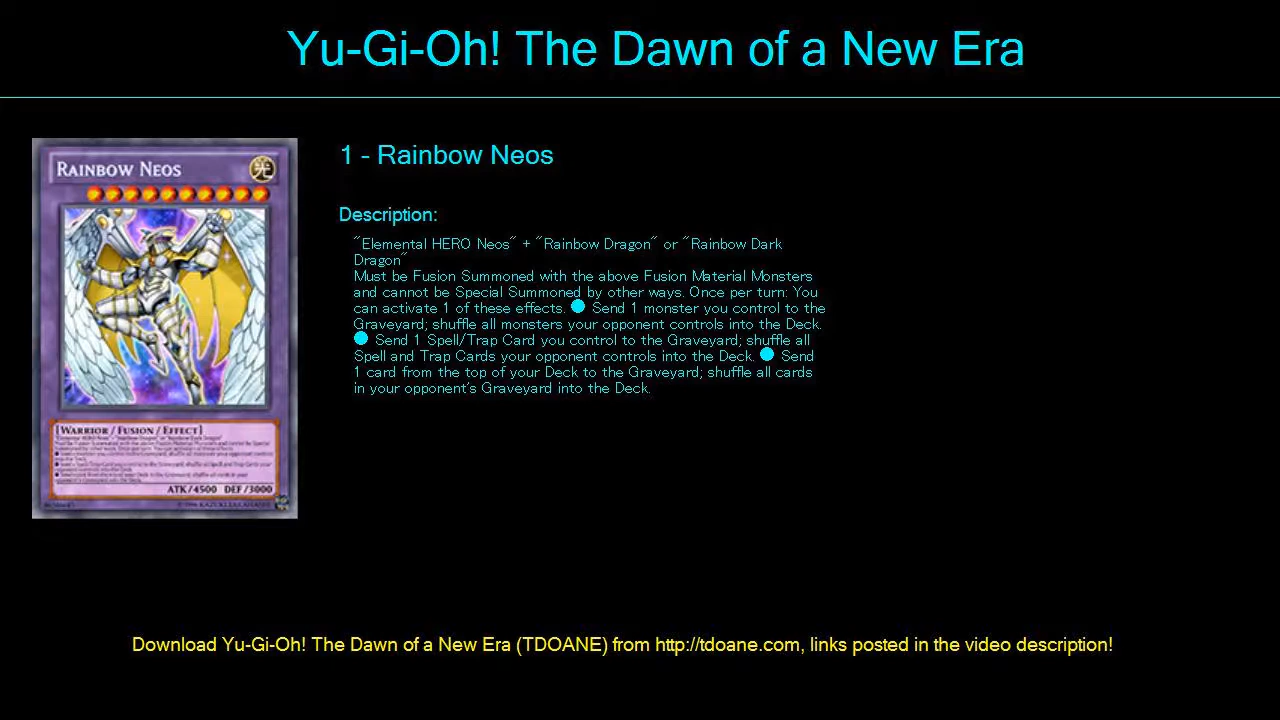 Yu-Gi-Oh! The Dawn of a New Era
RAINBOW NEOS
光
1 - Rainbow Neos
Description:
"Elemental HERO Neos" + "Rainbow Dragon" or "Rainbow Dark
Dragon"
Must be Fusion Summoned with the above Fusion Material Monsters
and cannot be Special Summoned by other ways. Once per turn: You
can activate 1 of these effects. ● Send 1 monster you control to the
Graveyard; shuffle all monsters your opponent controls into the Deck.
● Send 1 Spell/Trap Card you control to the Graveyard; shuffle all
Spell and Trap Cards your opponent controls into the Deck. ● Send
1 card from the top of your Deck to the Graveyard; shuffle all cards
in your opponent's Graveyard into the Deck.
[WARRIOR / FUSION / EFFECT]
ATK/4500 DEF/3000
Download Yu-Gi-Oh! The Dawn of a New Era (TDOANE) from http://tdoane.com, links posted in the video description!